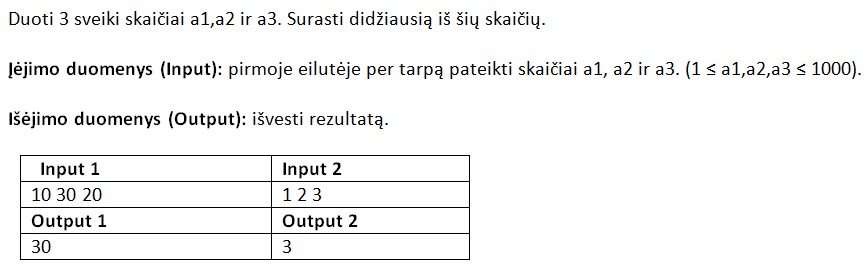 Duoti 3 sveiki skaičiai a1,a2 ir a3. Surasti didžiausią iš šių skaičių.
Įėjimo duomenys (Input): pirmoje eilutėje per tarpą pateikti skaičiai a1, a2 ir a3. (1 ≤ a1,a2,a3 ≤ 1000).
Išėjimo duomenys (Output): išvesti rezultatą.
Input 1 Input 2
10 30 20 1 2 3
Output 1 Output 2
30 3